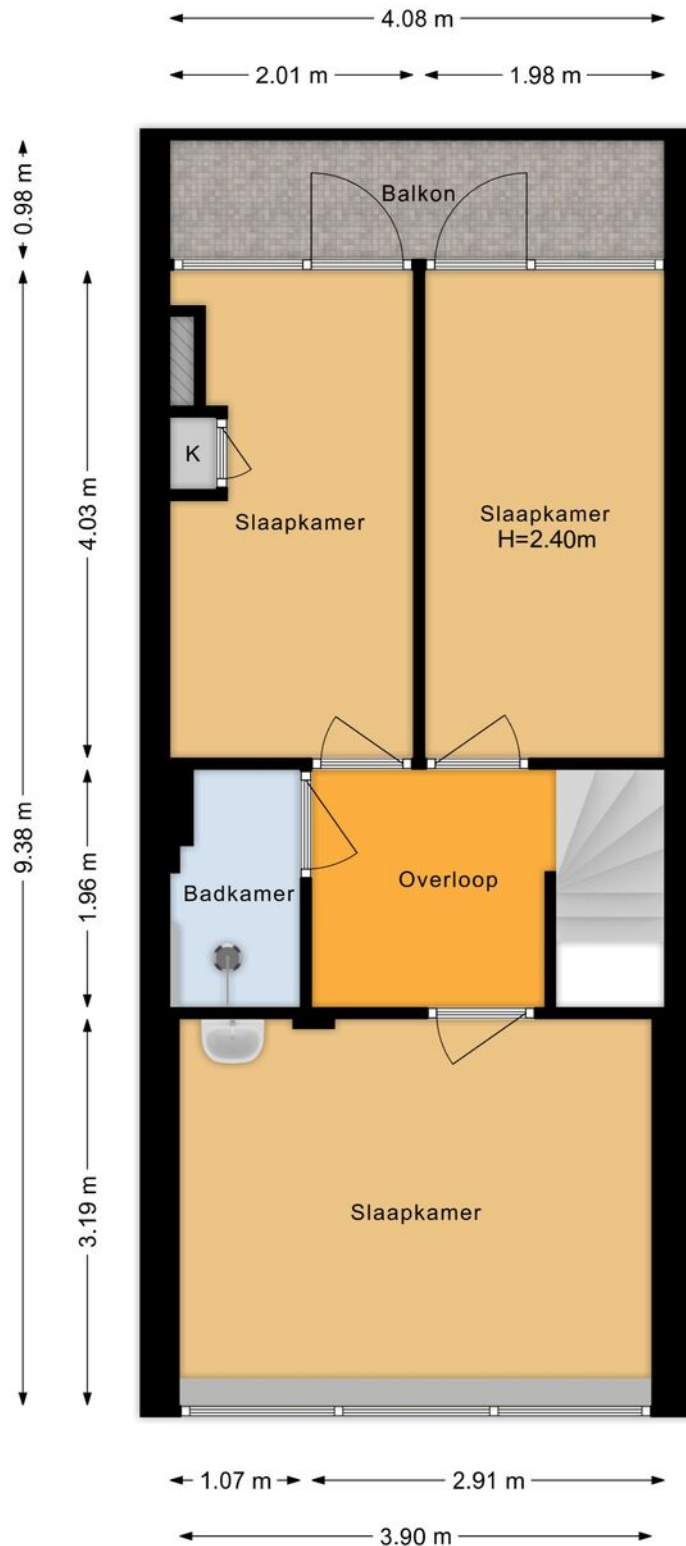 4.08 m
2.01 m
1.98 m
0.98 m
Balkon
4.03 m
K
Slaapkamer
Slaapkamer
H=2.40m
9.38 m
1.96 m
Badkamer
Overloop
3.19 m
Slaapkamer
1.07 m
2.91 m
3.90 m